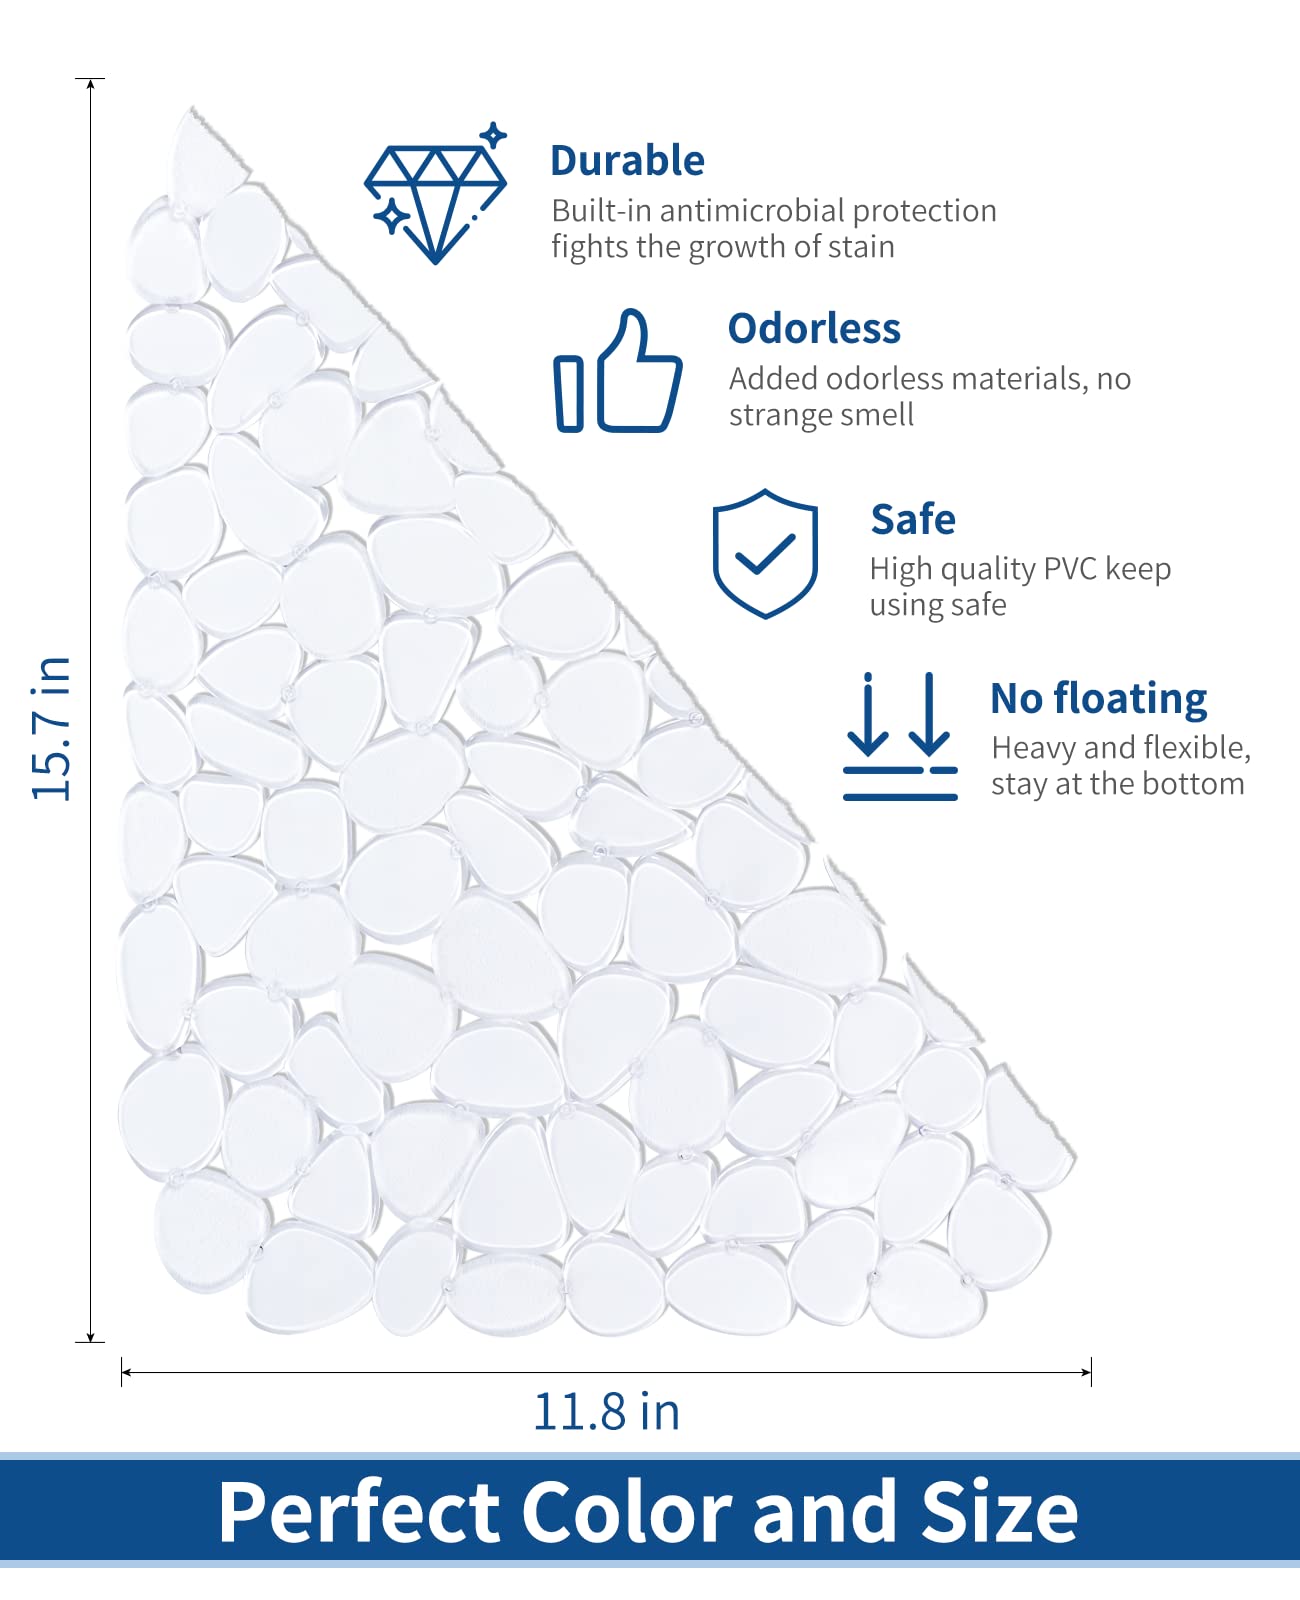 Durable
Built-in antimicrobial protection
fights the growth of stain
Odorless
Added odorless materials, no
strange smell
Safe
High quality PVC keep
using safe
No floating
Heavy and flexible,
stay at the bottom
15.7 in
11.8 in
Perfect Color and Size